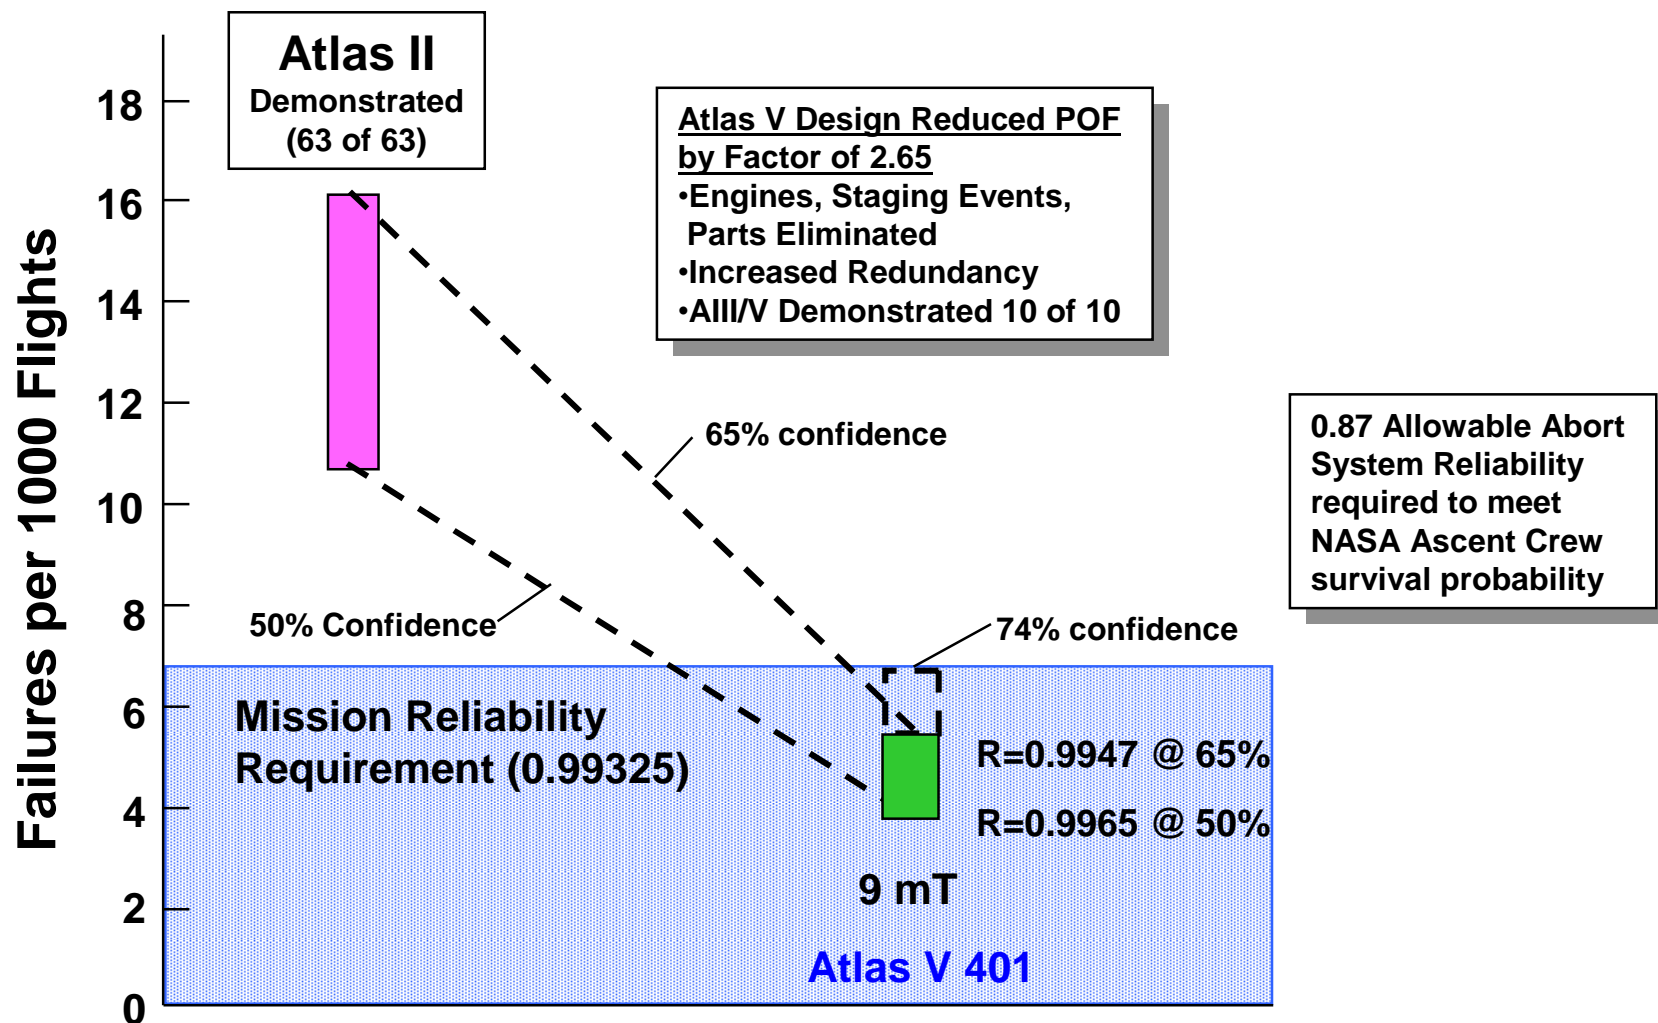 Atlas II
Demonstrated
(63 of 63)
Atlas V Design Reduced POF
by Factor of 2.65
•Engines, Staging Events,
Parts Eliminated
•Increased Redundancy
•AIII/V Demonstrated 10 of 10
Failures per 1000 Flights
18
16
14
12
10
8
6
4
2
0
65% confidence
0.87 Allowable Abort
System Reliability
required to meet
NASA Ascent Crew
survival probability
50% Confidence
74% confidence
Mission Reliability
Requirement (0.99325)
R=0.9947 @ 65%
R=0.9965 @ 50%
9 mT
Atlas V 401